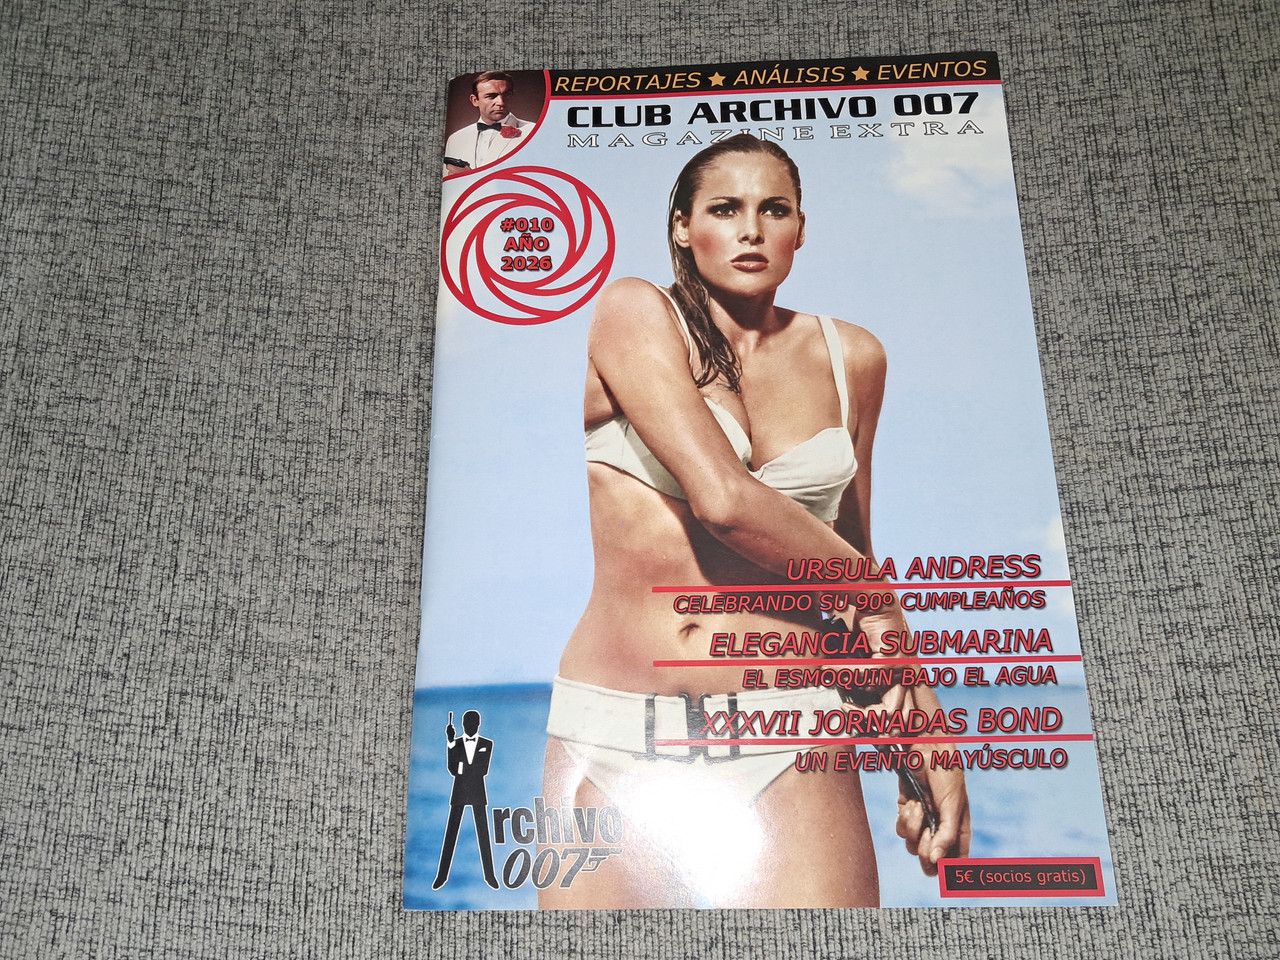 REPORTAJES ★ ANÁLISIS ★ EVENTOS
CLUB ARCHIVO 007
MAGAZINE EXTRA
#010
AÑO
2026
URSULA ANDRESS
CELEBRANDO SU 90º CUMPLEAÑOS
ELEGANCIA SUBMARINA
EL ESMOQUIN BAJO EL AGUA
XXXVII JORNADAS BOND
UN EVENTO MAYÚSCULO
Archivo
007
5€ (socios gratis)